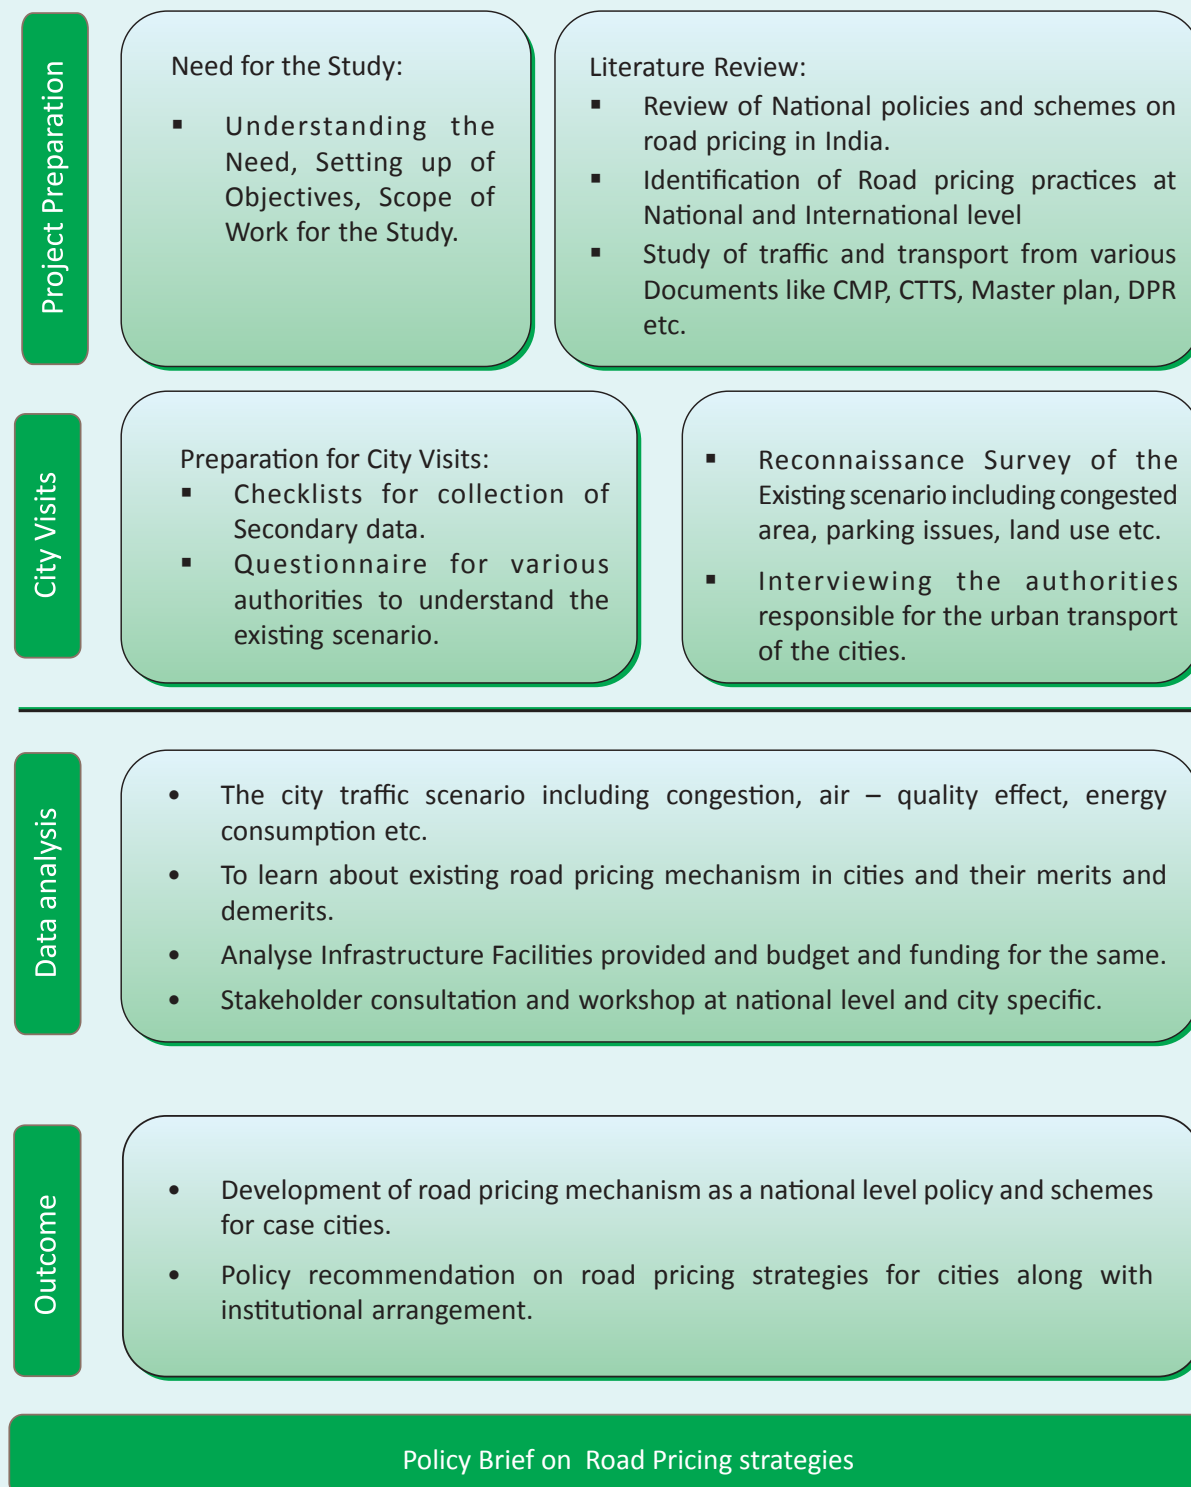 Project Preparation
Need for the Study:
▪ Understanding the
Need, Setting up of
Objectives, Scope of
Work for the Study.
Literature Review:
▪ Review of National policies and schemes on
road pricing in India.
▪ Identification of Road pricing practices at
National and International level
▪ Study of traffic and transport from various
Documents like CMP, CTTS, Master plan, DPR
etc.
City Visits
Preparation for City Visits:
▪ Checklists for collection of
Secondary data.
▪ Questionnaire for various
authorities to understand the
existing scenario.
▪ Reconnaissance Survey of the
Existing scenario including congested
area, parking issues, land use etc.
▪ Interviewing the authorities
responsible for the urban transport
of the cities.
Data analysis
• The city traffic scenario including congestion, air – quality effect, energy
consumption etc.
• To learn about existing road pricing mechanism in cities and their merits and
demerits.
• Analyse Infrastructure Facilities provided and budget and funding for the same.
• Stakeholder consultation and workshop at national level and city specific.
Outcome
• Development of road pricing mechanism as a national level policy and schemes
for case cities.
• Policy recommendation on road pricing strategies for cities along with
institutional arrangement.
Policy Brief on Road Pricing strategies